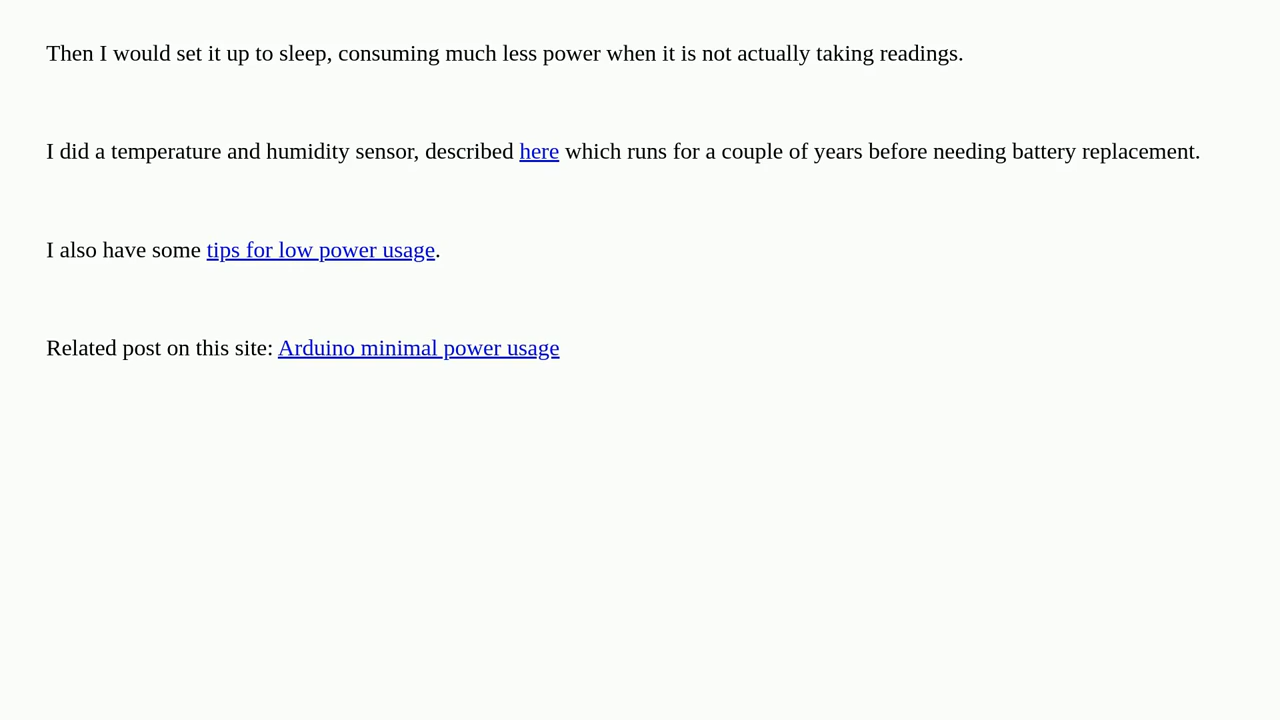 Then I would set it up to sleep, consuming much less power when it is not actually taking readings.
I did a temperature and humidity sensor, described here which runs for a couple of years before needing battery replacement.
I also have some tips for low power usage.
Related post on this site: Arduino minimal power usage